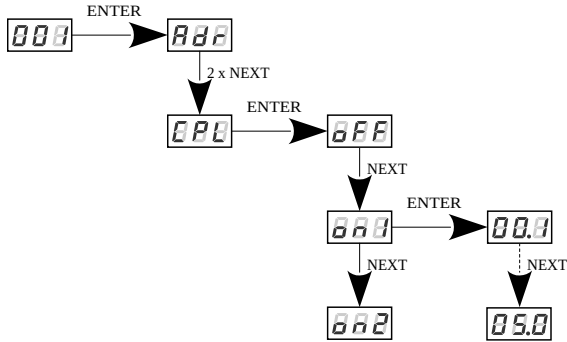 ENTER
001 Adr
2 x NEXT
ENTER
CPL oFF
NEXT
ENTER
on1 00.1
NEXT NEXT
on2 05.0